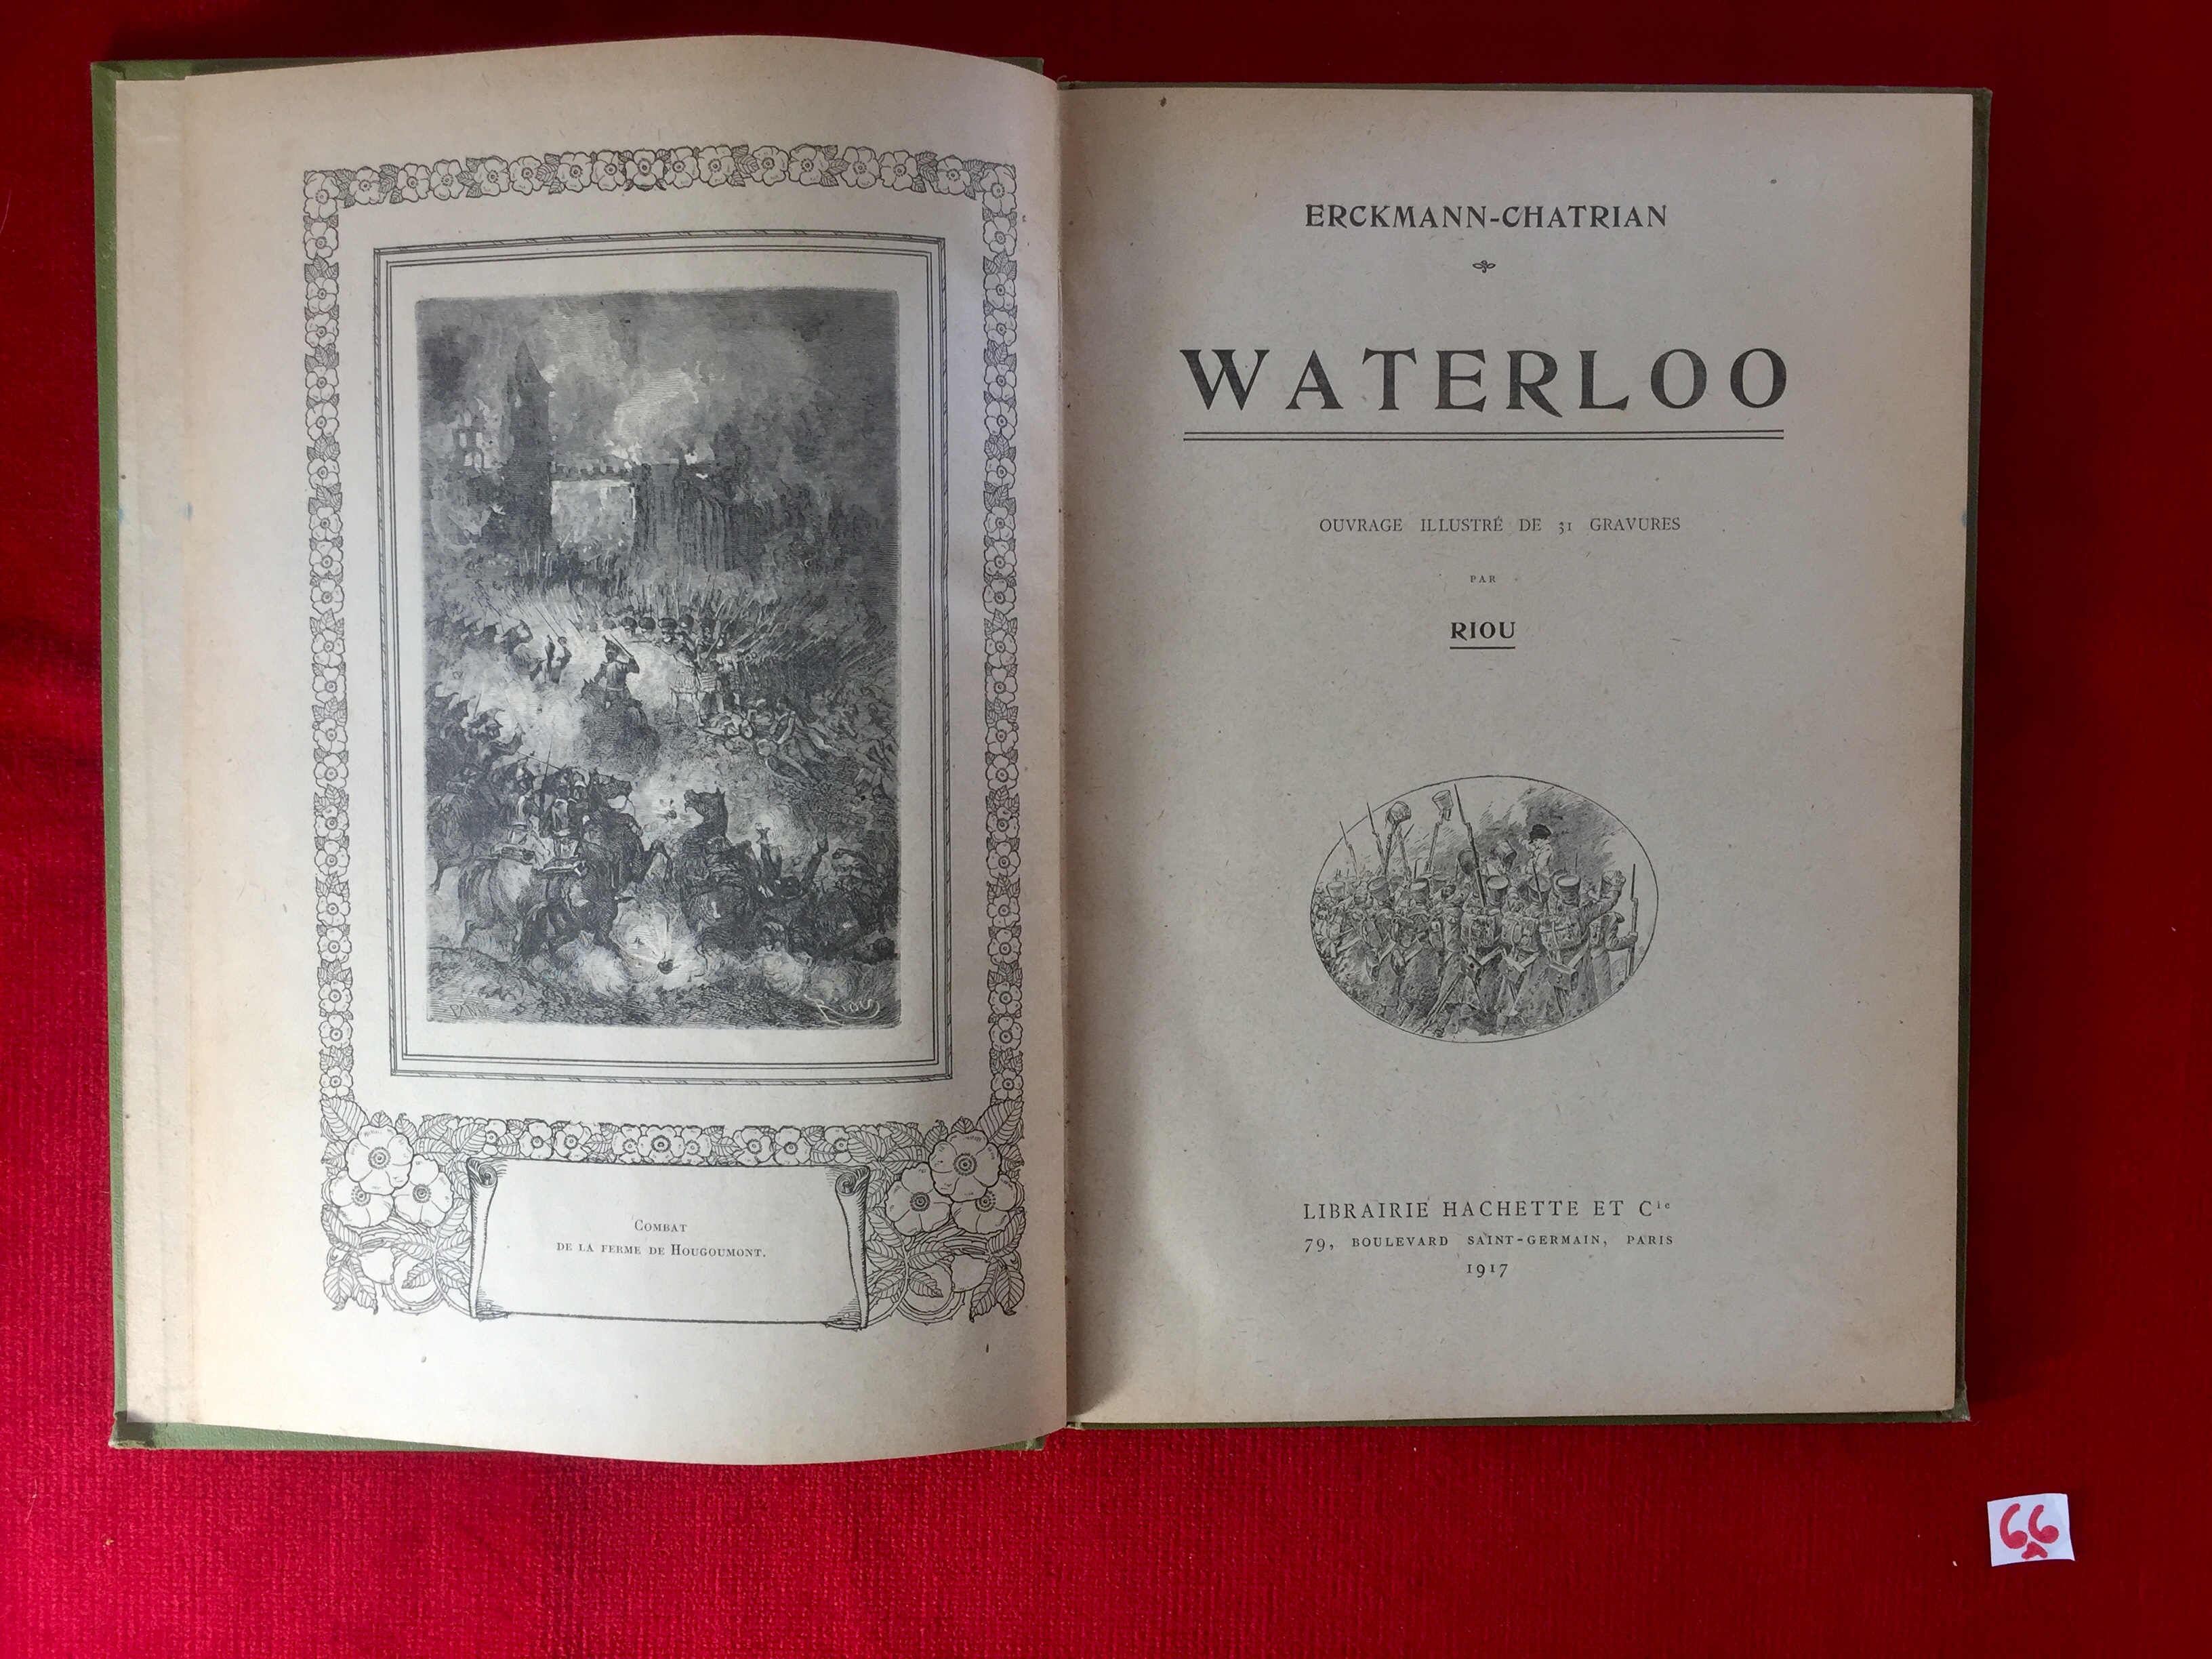 Riou
COMBAT
DE LA FERME DE HOUGOUMONT.
ERCKMANN-CHATRIAN
WATERLOO
OUVRAGE ILLUSTRÉ DE 31 GRAVURES
PAR
RIOU
LIBRAIRIE HACHETTE ET Cie
79, BOULEVARD SAINT-GERMAIN, PARIS
1917
66